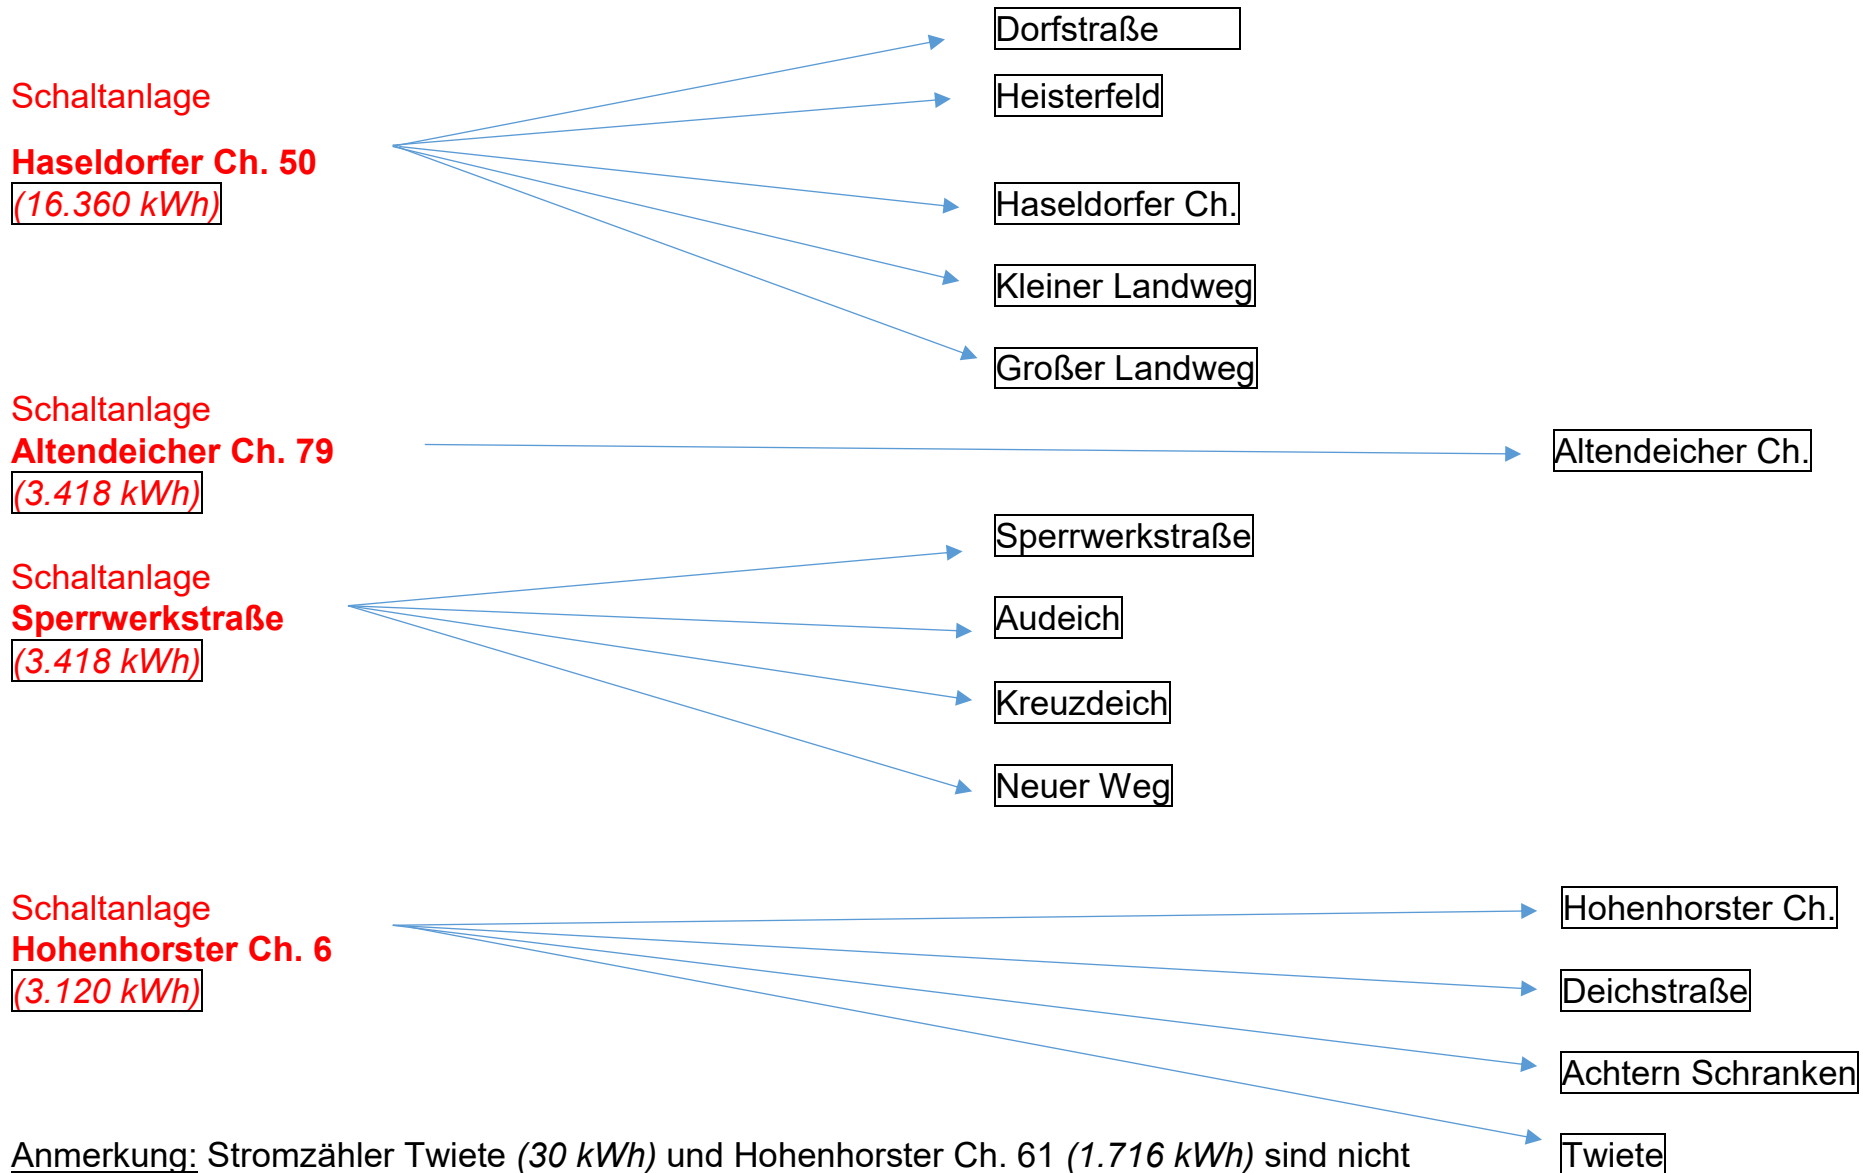 Schaltanlage
Haseldorfer Ch. 50
(16.360 kWh)
Dorfstraße
Heisterfeld
Haseldorfer Ch.
Kleiner Landweg
Großer Landweg
Schaltanlage
Altendeicher Ch. 79
(3.418 kWh)
Altendeicher Ch.
Schaltanlage
Sperrwerkstraße
(3.418 kWh)
Sperrwerkstraße
Audeich
Kreuzdeich
Neuer Weg
Schaltanlage
Hohenhorster Ch. 6
(3.120 kWh)
Hohenhorster Ch.
Deichstraße
Achtern Schranken
Twiete
Anmerkung: Stromzähler Twiete (30 kWh) und Hohenhorster Ch. 61 (1.716 kWh) sind nicht